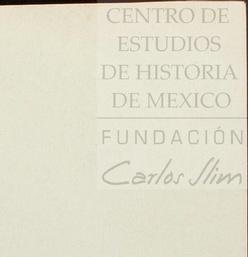 CENTRO DE
ESTUDIOS
DE HISTORIA
DE MEXICO
FUNDACIÓN
Carlos Slim